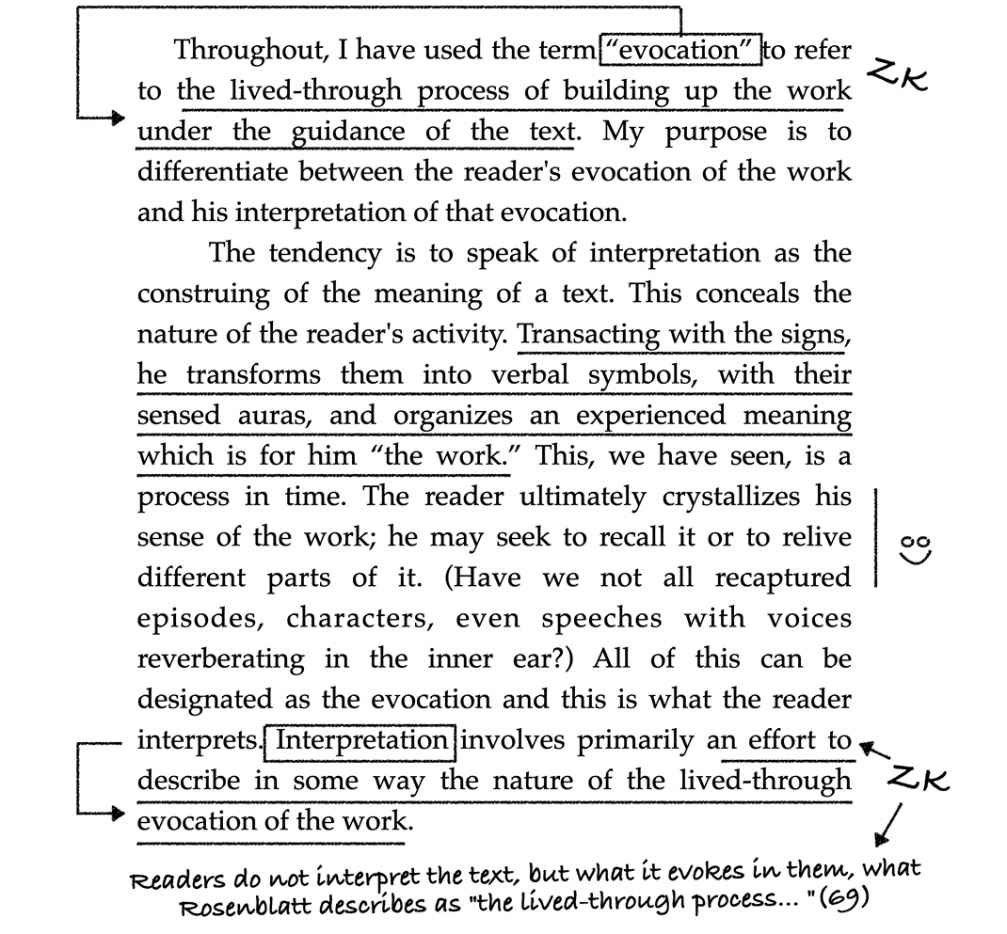 Throughout, I have used the term “evocation” to refer
ZK
to the lived-through process of building up the work
under the guidance of the text. My purpose is to
differentiate between the reader's evocation of the work
and his interpretation of that evocation.
The tendency is to speak of interpretation as the
construing of the meaning of a text. This conceals the
nature of the reader's activity. Transacting with the signs,
he transforms them into verbal symbols, with their
sensed auras, and organizes an experienced meaning
which is for him “the work.” This, we have seen, is a
process in time. The reader ultimately crystallizes his
sense of the work; he may seek to recall it or to relive
different parts of it. (Have we not all recaptured
episodes, characters, even speeches with voices
reverberating in the inner ear?) All of this can be
designated as the evocation and this is what the reader
interprets. Interpretation involves primarily an effort to
ZK
describe in some way the nature of the lived-through
evocation of the work.
Readers do not interpret the text, but what it evokes in them, what
Rosenblatt describes as "the lived-through process... "(69)